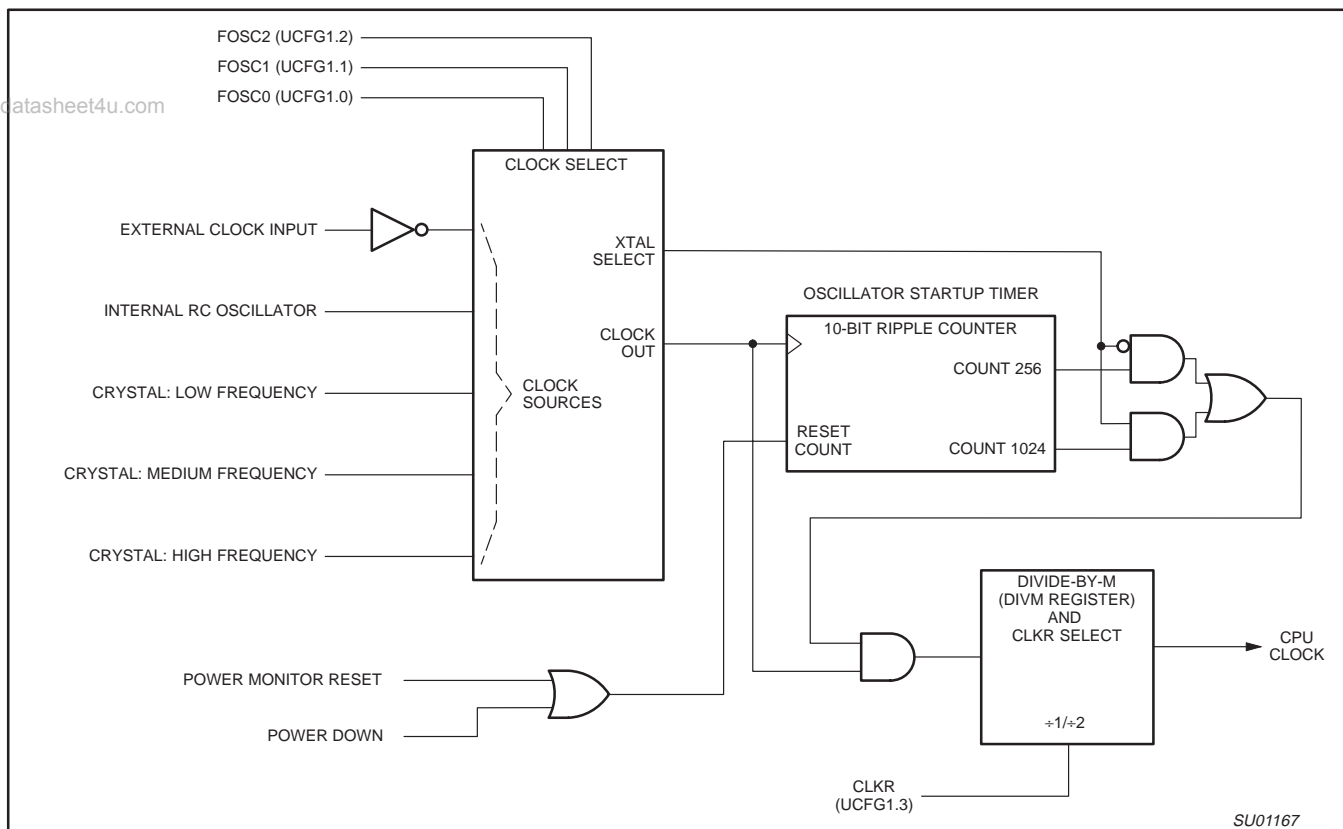 FOSC2 (UCFG1.2)
FOSC1 (UCFG1.1)
FOSC0 (UCFG1.0)
datasheet4u.com
CLOCK SELECT
EXTERNAL CLOCK INPUT
XTAL
SELECT
INTERNAL RC OSCILLATOR
OSCILLATOR STARTUP TIMER
10-BIT RIPPLE COUNTER
CLOCK
OUT
COUNT 256
CRYSTAL: LOW FREQUENCY
CLOCK
SOURCES
RESET
COUNT
COUNT 1024
CRYSTAL: MEDIUM FREQUENCY
CRYSTAL: HIGH FREQUENCY
DIVIDE-BY-M
(DIVM REGISTER)
AND
CLKR SELECT
CPU
CLOCK
POWER MONITOR RESET
POWER DOWN
÷1/÷2
CLKR
(UCFG1.3)
SU01167